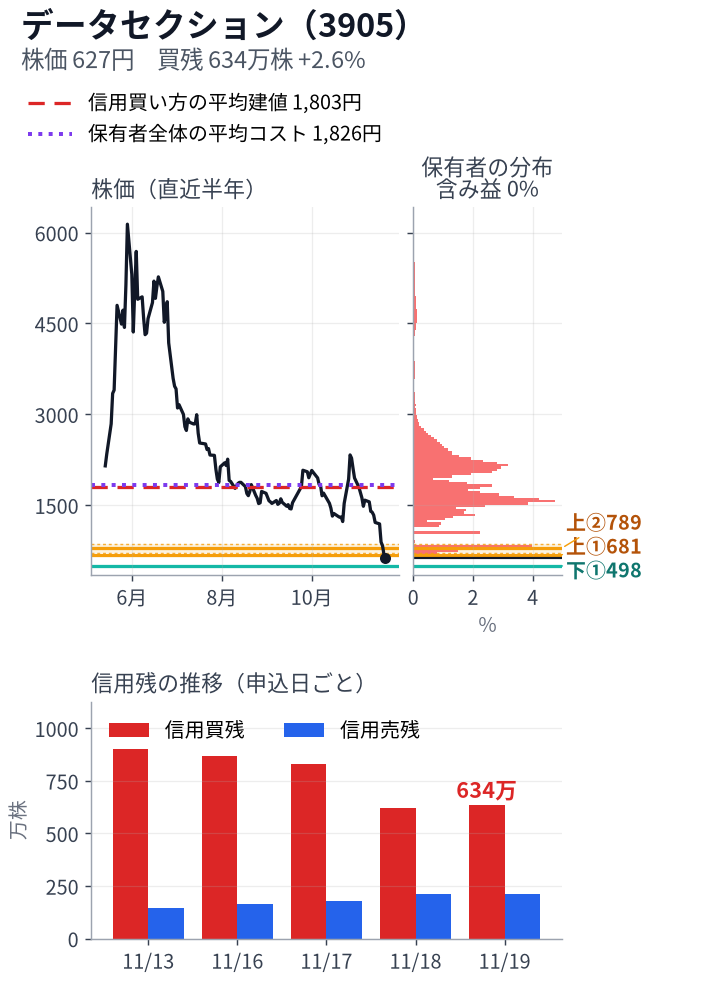 データセクション（3905）
株価 627円　買残 634万株 +2.6%
信用買い方の平均建値 1,803円
保有者全体の平均コスト 1,826円
株価（直近半年）
保有者の分布
含み益 0%
6000
4500
3000
1500
上②789
上①681
下①498
6月
8月
10月
0
2
4
%
信用残の推移（申込日ごと）
信用買残
信用売残
1000
750
500
250
0
万株
634万
11/13
11/16
11/17
11/18
11/19